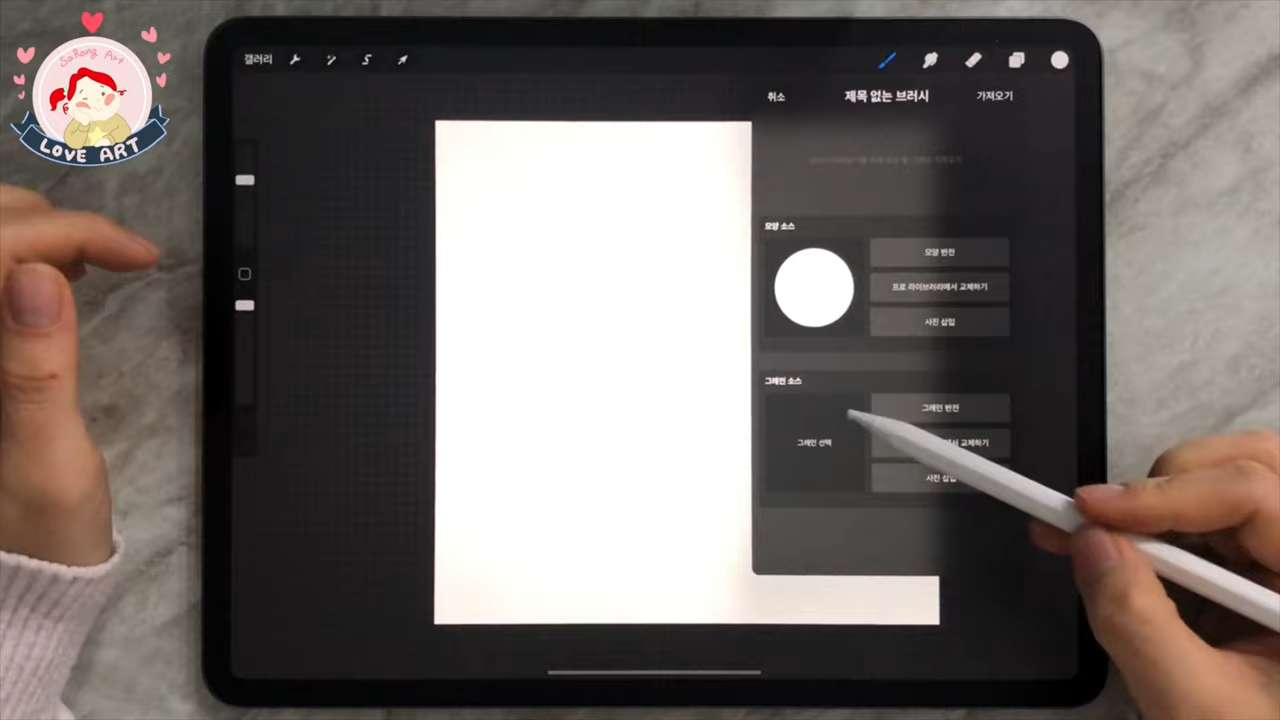 SaRang Art
LOVE ART
갤러리
취소
제목 없는 브러시
가져오기
모양 소스
모양 반전
프로 라이브러리에서 교체하기
사진 삽입
그레인 소스
그레인 반전
그레인 선택
에서 교체하기
사진 삽입